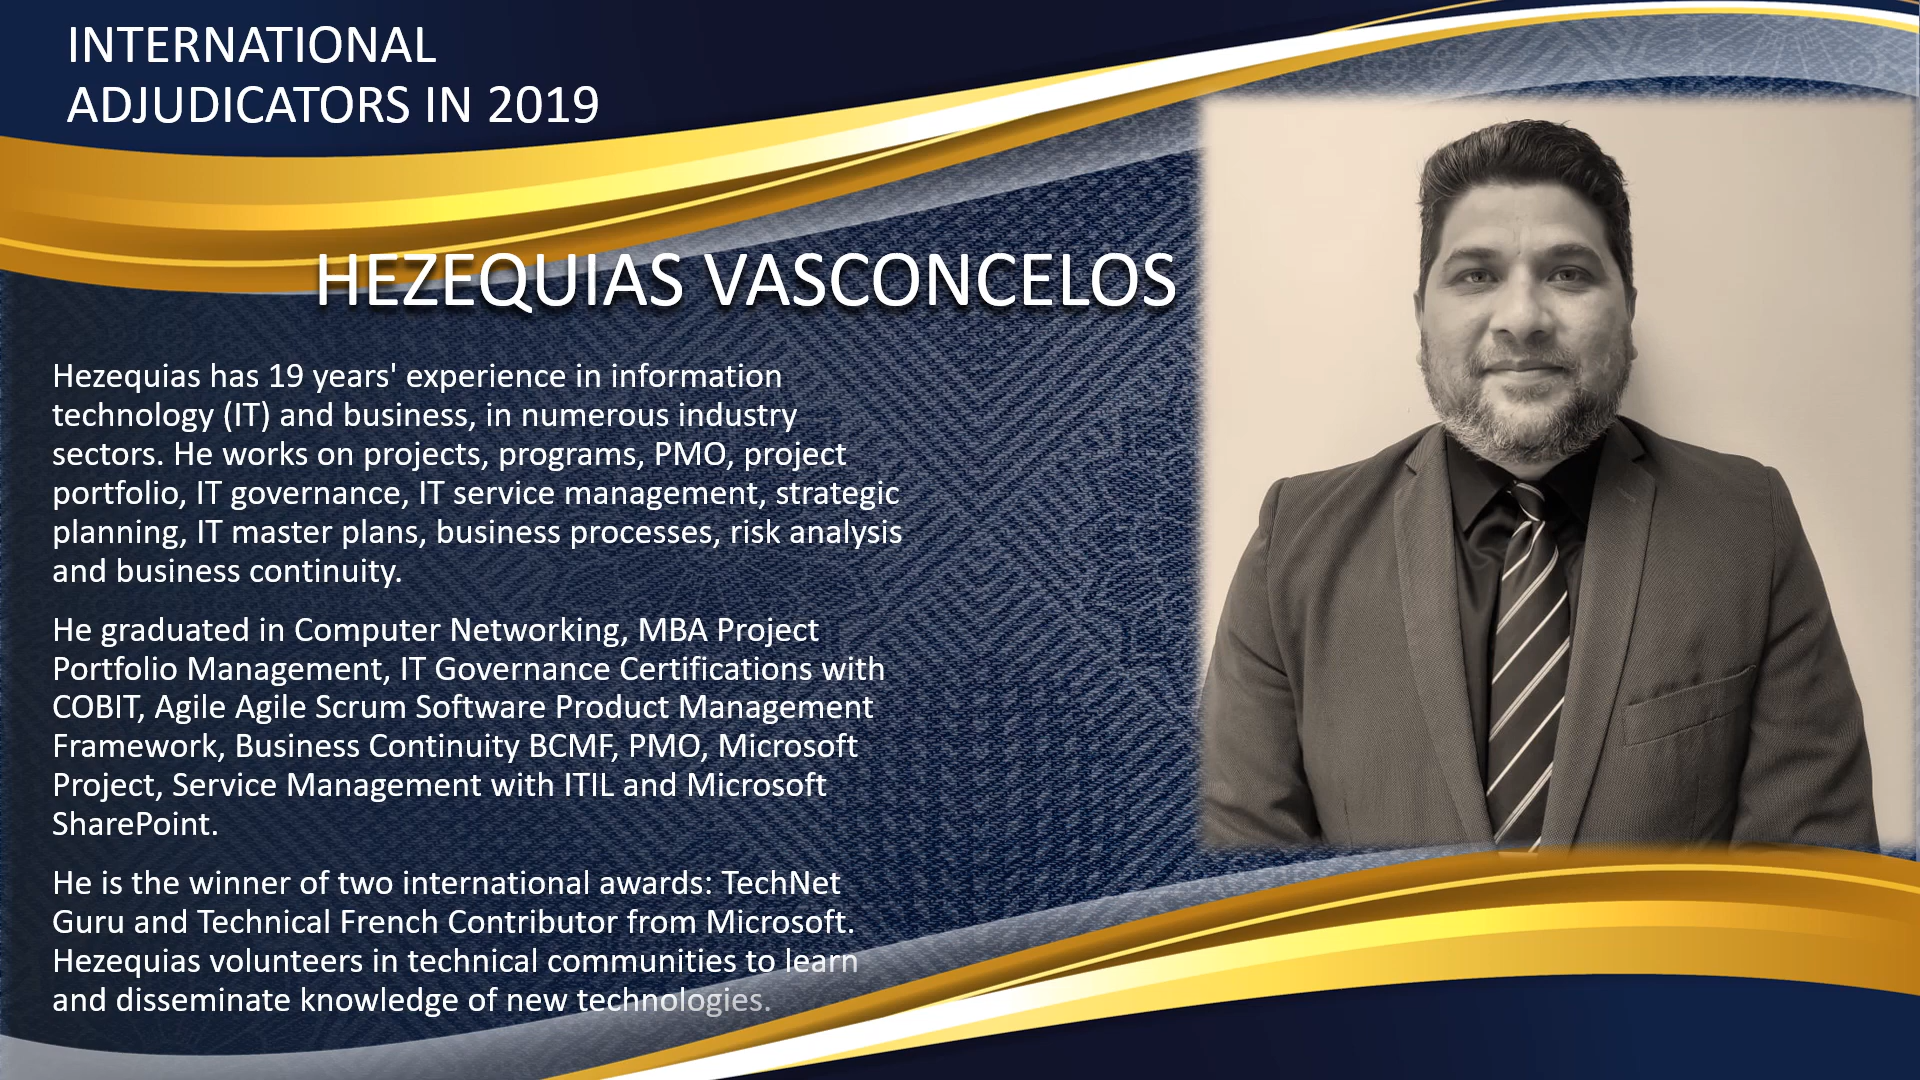 INTERNATIONAL
ADJUDICATORS IN 2019
HEZEQUIAS VASCONCELOS
Hezequias has 19 years' experience in information
technology (IT) and business, in numerous industry
sectors. He works on projects, programs, PMO, project
portfolio, IT governance, IT service management, strategic
planning, IT master plans, business processes, risk analysis
and business continuity.
He graduated in Computer Networking, MBA Project
Portfolio Management, IT Governance Certifications with
COBIT, Agile Agile Scrum Software Product Management
Framework, Business Continuity BCMF, PMO, Microsoft
Project, Service Management with ITIL and Microsoft
SharePoint.
He is the winner of two international awards: TechNet
Guru and Technical French Contributor from Microsoft.
Hezequias volunteers in technical communities to learn
and disseminate knowledge of new technologies.